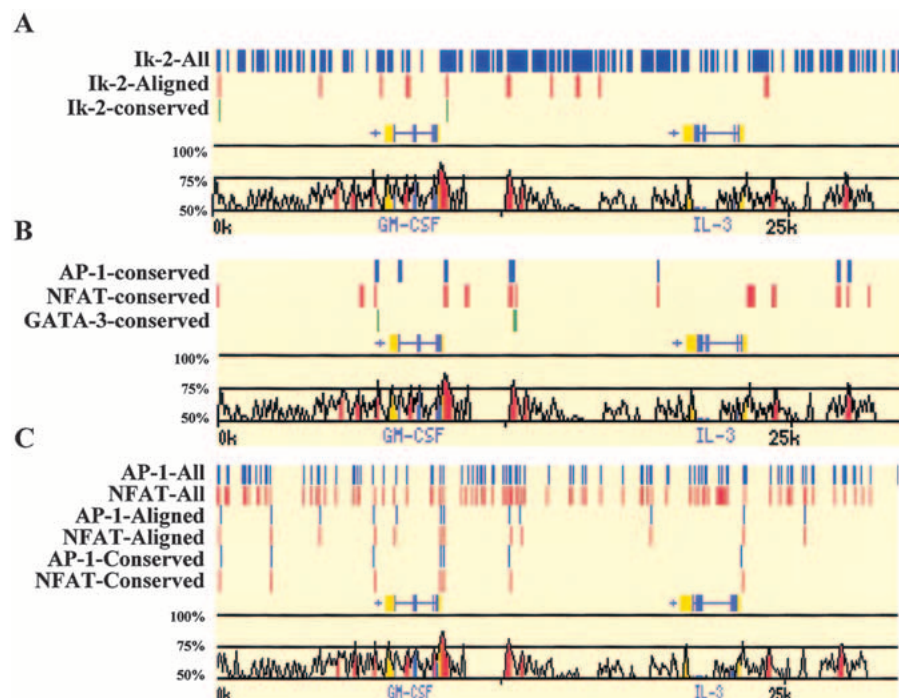 A
Ik-2-All
Ik-2-Aligned
Ik-2-conserved
100%
75%
50%
0k
25k
GM-CSF
IL-3
B
AP-1-conserved
NFAT-conserved
GATA-3-conserved
100%
75%
50%
0k
25k
GM-CSF
IL-3
C
AP-1-All
NFAT-All
AP-1-Aligned
NFAT-Aligned
AP-1-Conserved
NFAT-Conserved
100%
75%
50%
0k
25k
GM-CSF
IL-3